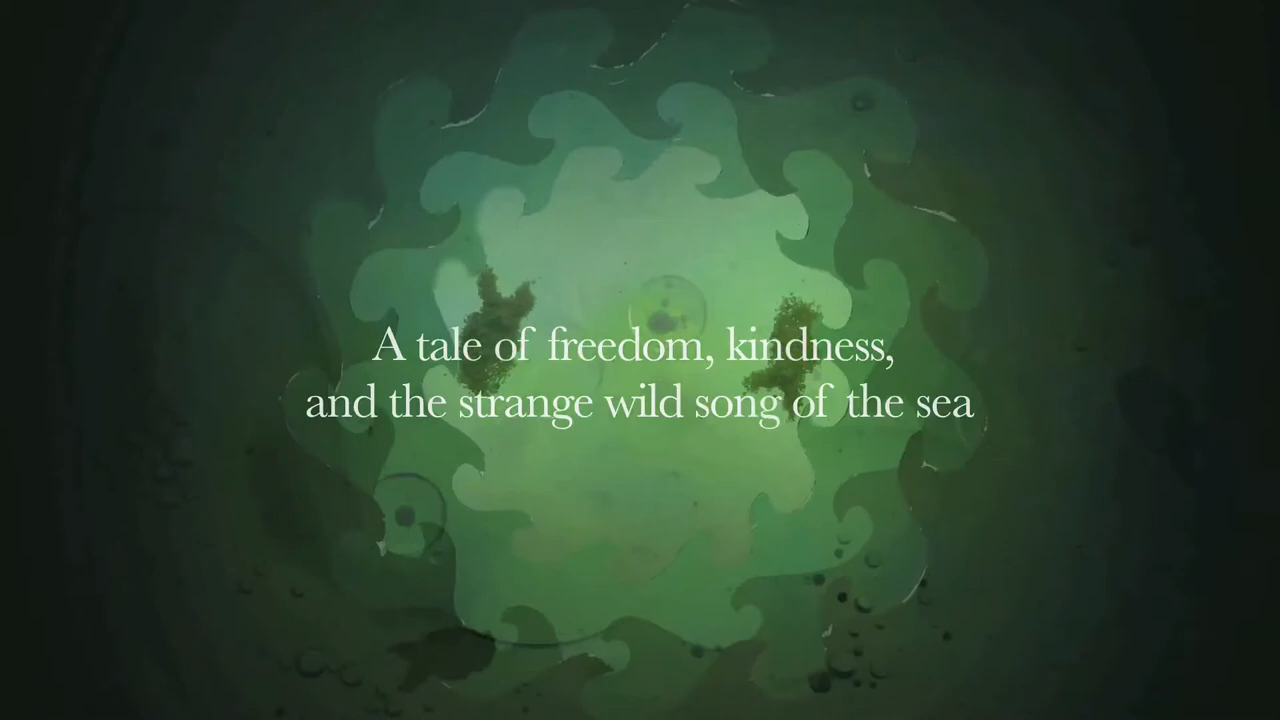 A tale of freedom, kindness,
and the strange wild song of the sea